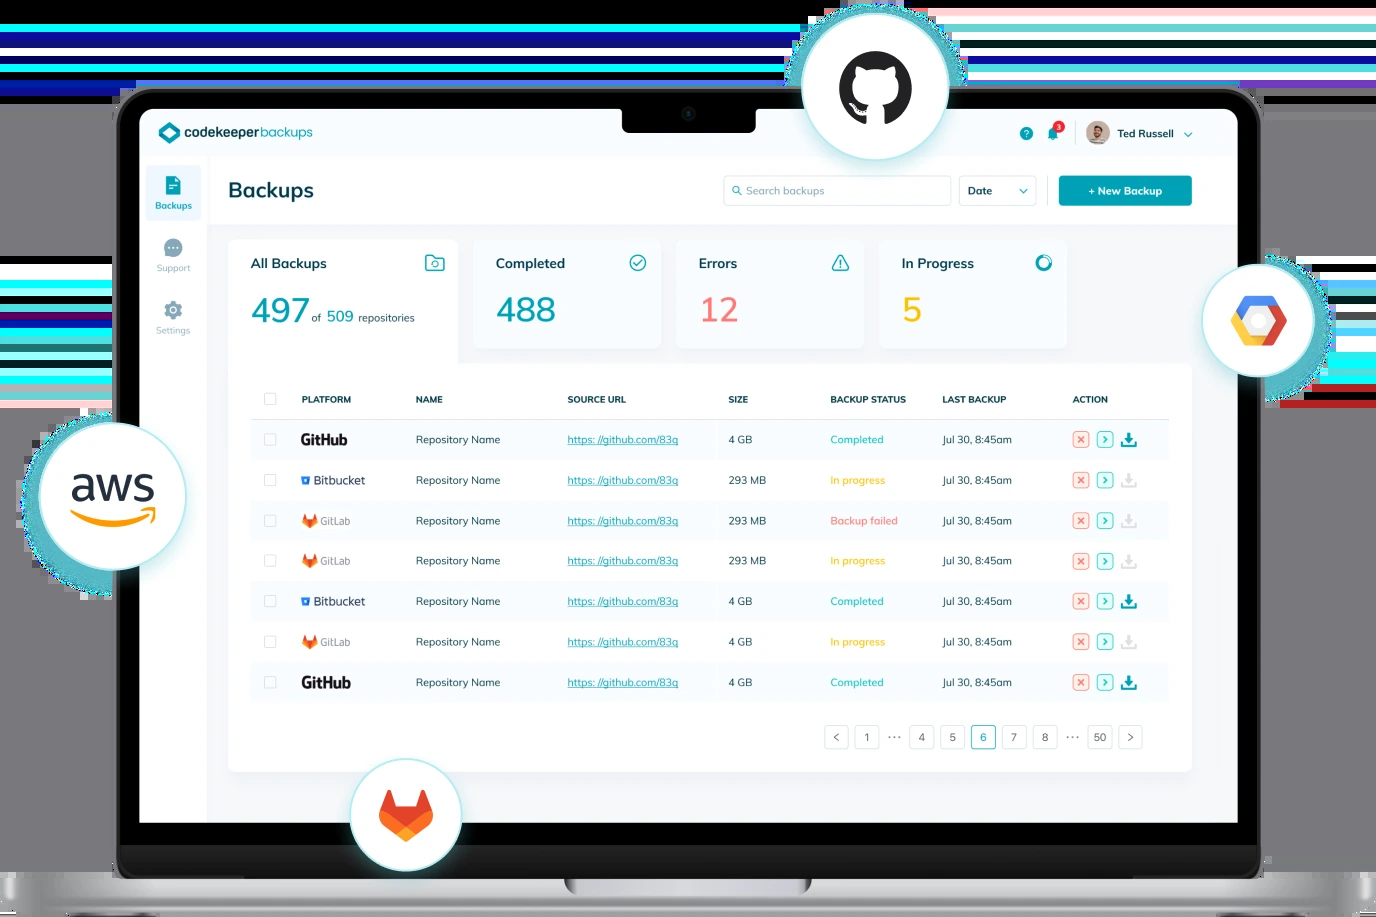 codekeeper backups
? 3 Ted Russell
Backups
Support
Settings
Backups
Search backups
Date
+ New Backup
All Backups
497 of 509 repositories
Completed
488
Errors
12
In Progress
5
PLATFORM NAME SOURCE URL SIZE BACKUP STATUS LAST BACKUP ACTION
GitHub Repository Name https: //github.com/83q 4 GB Completed Jul 30, 8:45am
Bitbucket Repository Name https: //github.com/83q 293 MB In progress Jul 30, 8:45am
GitLab Repository Name https: //github.com/83q 293 MB Backup failed Jul 30, 8:45am
GitLab Repository Name https: //github.com/83q 293 MB In progress Jul 30, 8:45am
Bitbucket Repository Name https: //github.com/83q 4 GB Completed Jul 30, 8:45am
GitLab Repository Name https: //github.com/83q 4 GB In progress Jul 30, 8:45am
GitHub Repository Name https: //github.com/83q 4 GB Completed Jul 30, 8:45am
< 1 ··· 4 5 6 7 8 ··· 50 >
aws